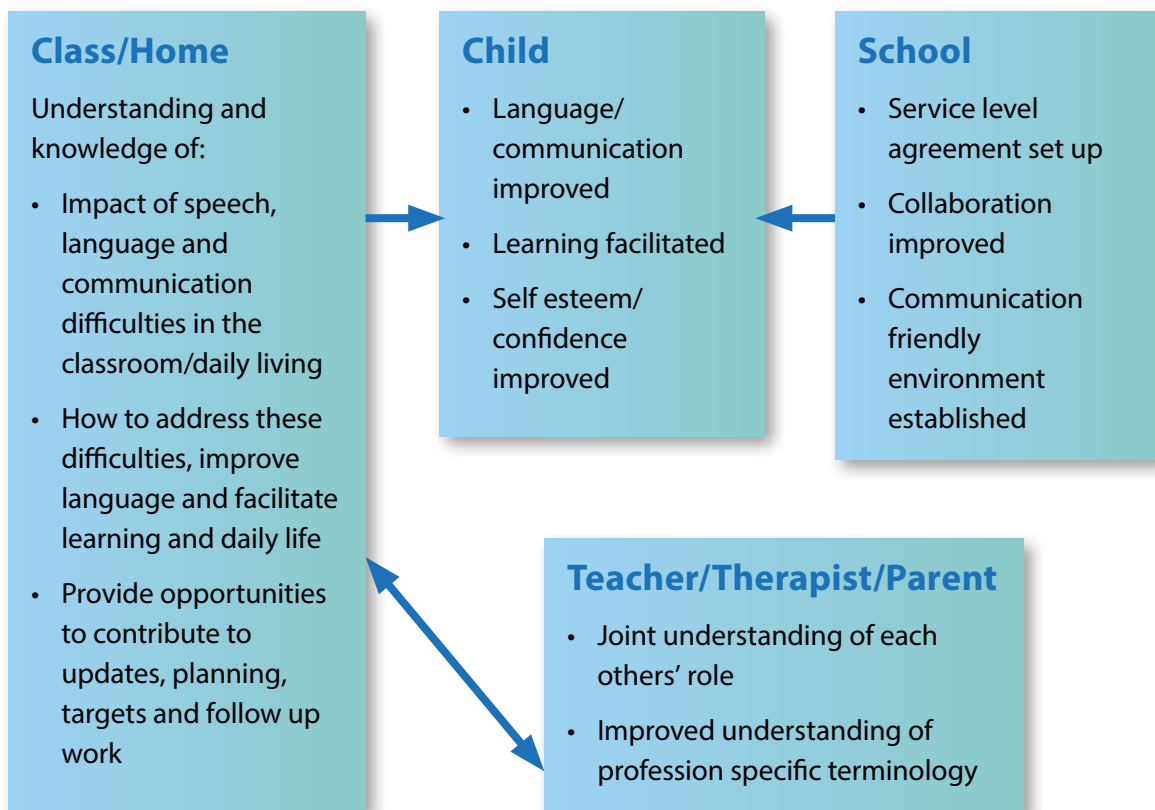 Class/Home
Understanding and
knowledge of:
• Impact of speech,
language and
communication
difficulties in the
classroom/daily living
• How to address these
difficulties, improve
language and facilitate
learning and daily life
• Provide opportunities
to contribute to
updates, planning,
targets and follow up
work
Child
• Language/
communication
improved
• Learning facilitated
• Self esteem/
confidence
improved
School
• Service level
agreement set up
• Collaboration
improved
• Communication
friendly
environment
established
Teacher/Therapist/Parent
• Joint understanding of each
others’ role
• Improved understanding of
profession specific terminology